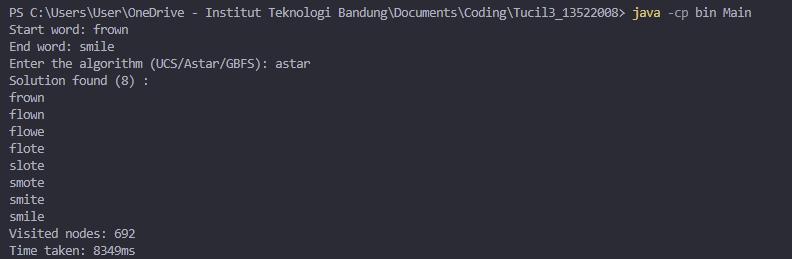 PS C:\Users\User\OneDrive - Institut Teknologi Bandung\Documents\Coding\Tucil3_13522008> java -cp bin Main
Start word: frown
End word: smile
Enter the algorithm (UCS/Astar/GBFS): astar
Solution found (8) :
frown
flown
flowe
flote
slote
smote
smite
smile
Visited nodes: 692
Time taken: 8349ms